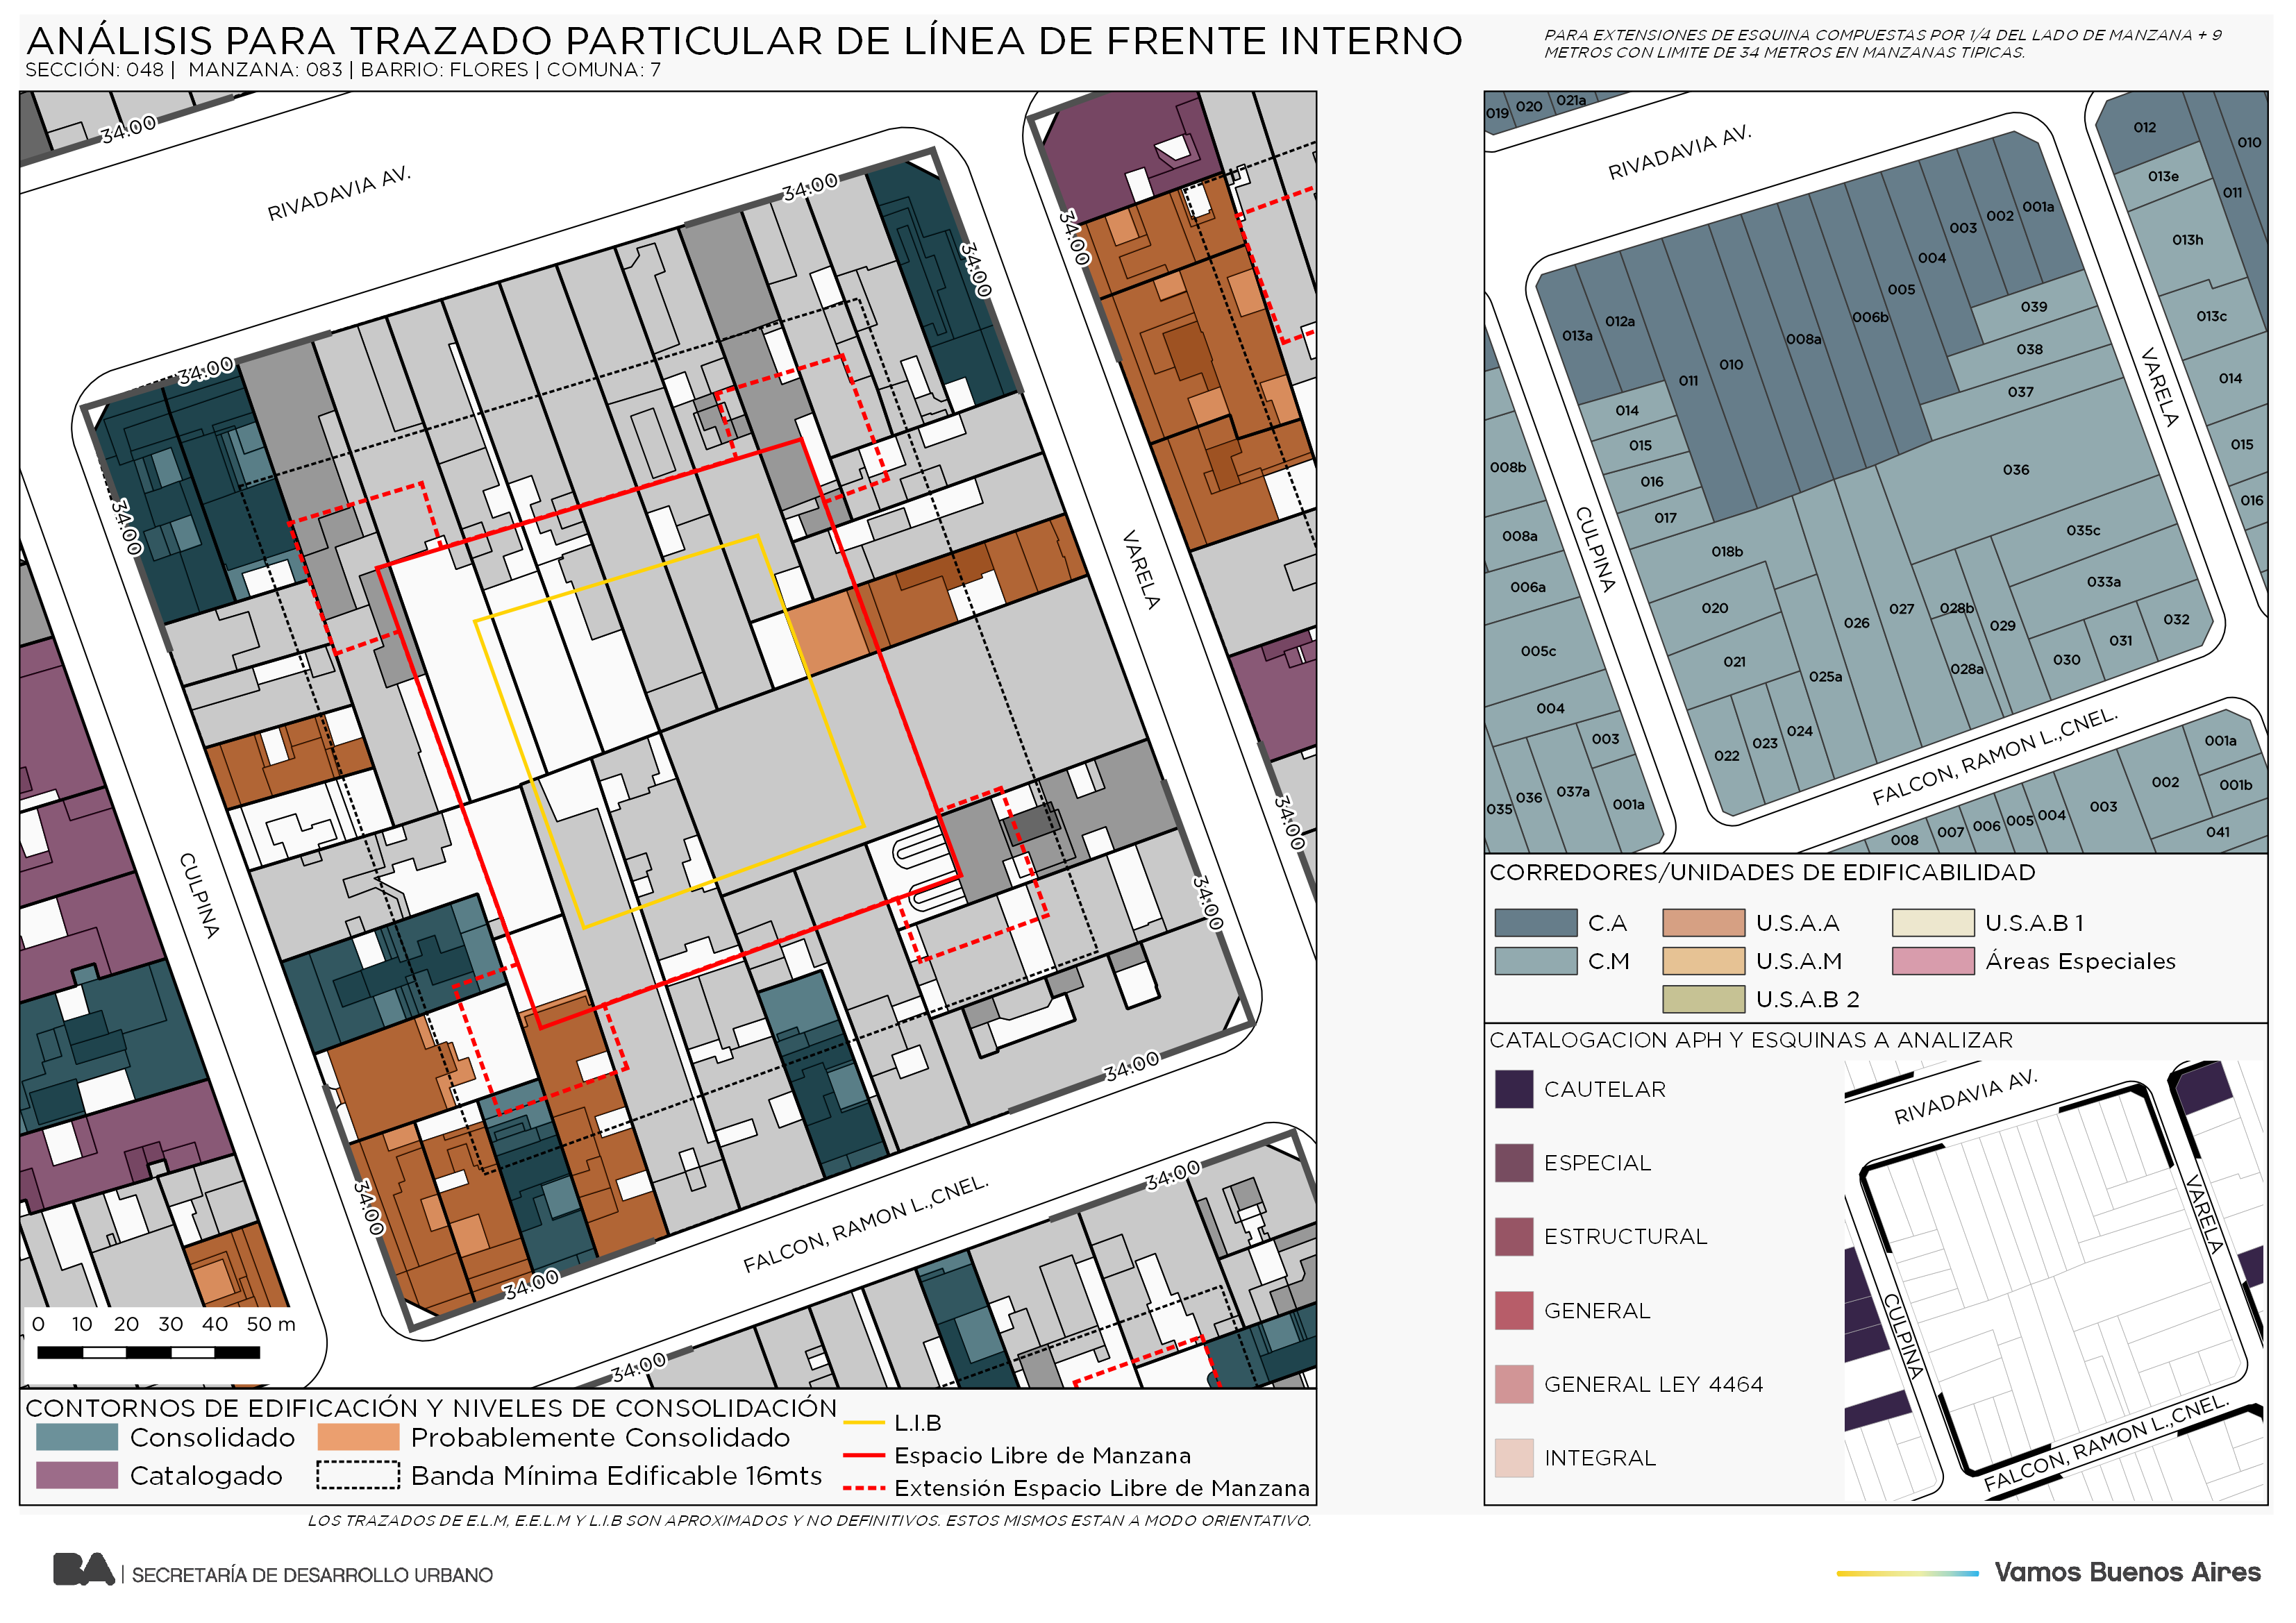 ANÁLISIS PARA TRAZADO PARTICULAR DE LÍNEA DE FRENTE INTERNO
SECCIÓN: 048 | MANZANA: 083 | BARRIO: FLORES | COMUNA: 7
PARA EXTENSIONES DE ESQUINA COMPUESTAS POR 1/4 DEL LADO DE MANZANA + 9
METROS CON LIMITE DE 34 METROS EN MANZANAS TIPICAS.
34.00
RIVADAVIA AV.
34.00
34.00
34.00
34.00
34.00
VARELA
CULPINA
34.00
34.00
34.00
34.00
34.00
34.00
34.00
FALCON, RAMON L.,CNEL.
0 10 20 30 40 50 m
CONTORNOS DE EDIFICACIÓN Y NIVELES DE CONSOLIDACIÓN
Consolidado
Probablemente Consolidado
Catalogado
Banda Mínima Edificable 16mts
L.I.B
Espacio Libre de Manzana
Extensión Espacio Libre de Manzana
LOS TRAZADOS DE E.L.M, E.E.L.M Y L.I.B SON APROXIMADOS Y NO DEFINITIVOS. ESTOS MISMOS ESTAN A MODO ORIENTATIVO.
019
020
021a
RIVADAVIA AV.
012
010
013e
011
013h
013c
014
015
016
001a
002
003
004
005
006b
008a
010
011
012a
013a
039
038
037
036
014
015
016
017
018b
020
021
022
023
024
025a
026
027
028b
028a
029
030
031
032
033a
035c
VARELA
CULPINA
FALCON, RAMON L.,CNEL.
008b
008a
006a
005c
004
003
035
036
037a
001a
008
007
006
005
004
003
002
001a
001b
041
CORREDORES/UNIDADES DE EDIFICABILIDAD
C.A
U.S.A.A
U.S.A.B 1
C.M
U.S.A.M
Áreas Especiales
U.S.A.B 2
CATALOGACION APH Y ESQUINAS A ANALIZAR
CAUTELAR
ESPECIAL
ESTRUCTURAL
GENERAL
GENERAL LEY 4464
INTEGRAL
RIVADAVIA AV.
VARELA
CULPINA
FALCON, RAMON L.,CNEL.
BA | SECRETARÍA DE DESARROLLO URBANO
Vamos Buenos Aires